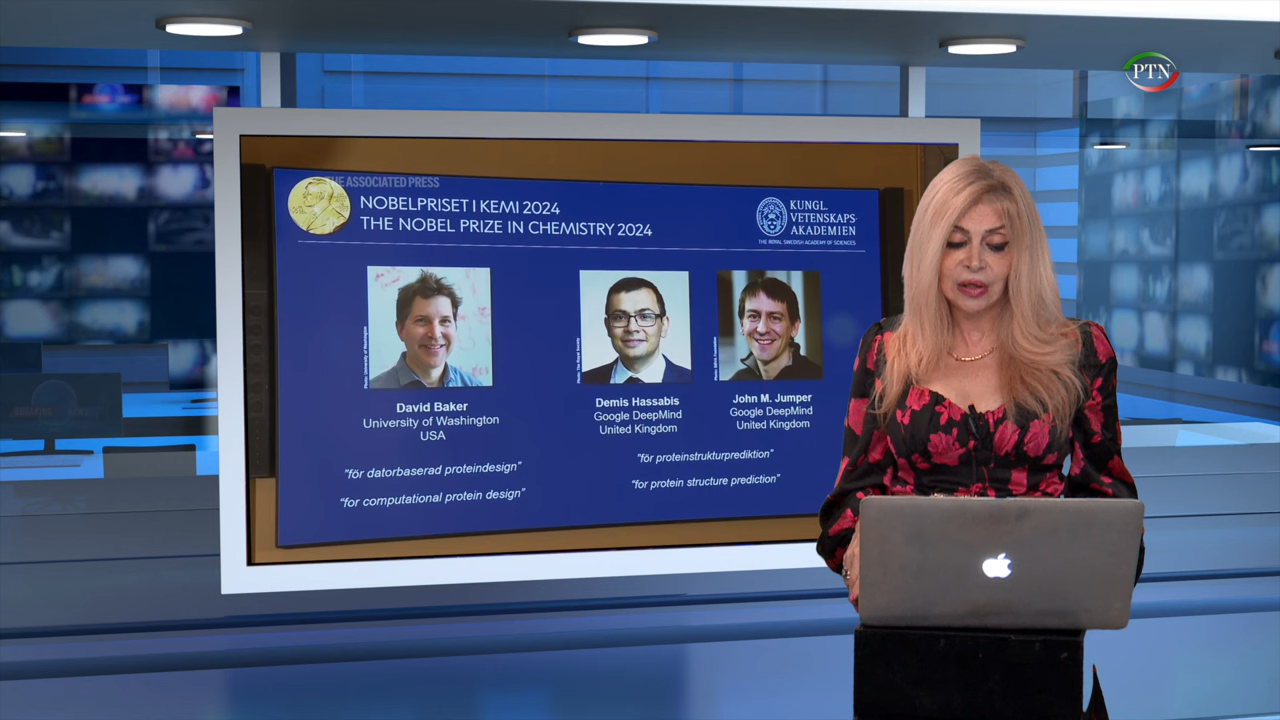 PTN
THE ASSOCIATED PRESS
NOBELPRISET I KEMI 2024
THE NOBEL PRIZE IN CHEMISTRY 2024
KUNGL.
VETENSKAPS-
AKADEMIEN
THE ROYAL SWEDISH ACADEMY OF SCIENCES
David Baker
University of Washington
USA
"för datorbaserad proteindesign"
"for computational protein design"
Demis Hassabis
Google DeepMind
United Kingdom
John M. Jumper
Google DeepMind
United Kingdom
"för proteinstrukturprediktion"
"for protein structure prediction"